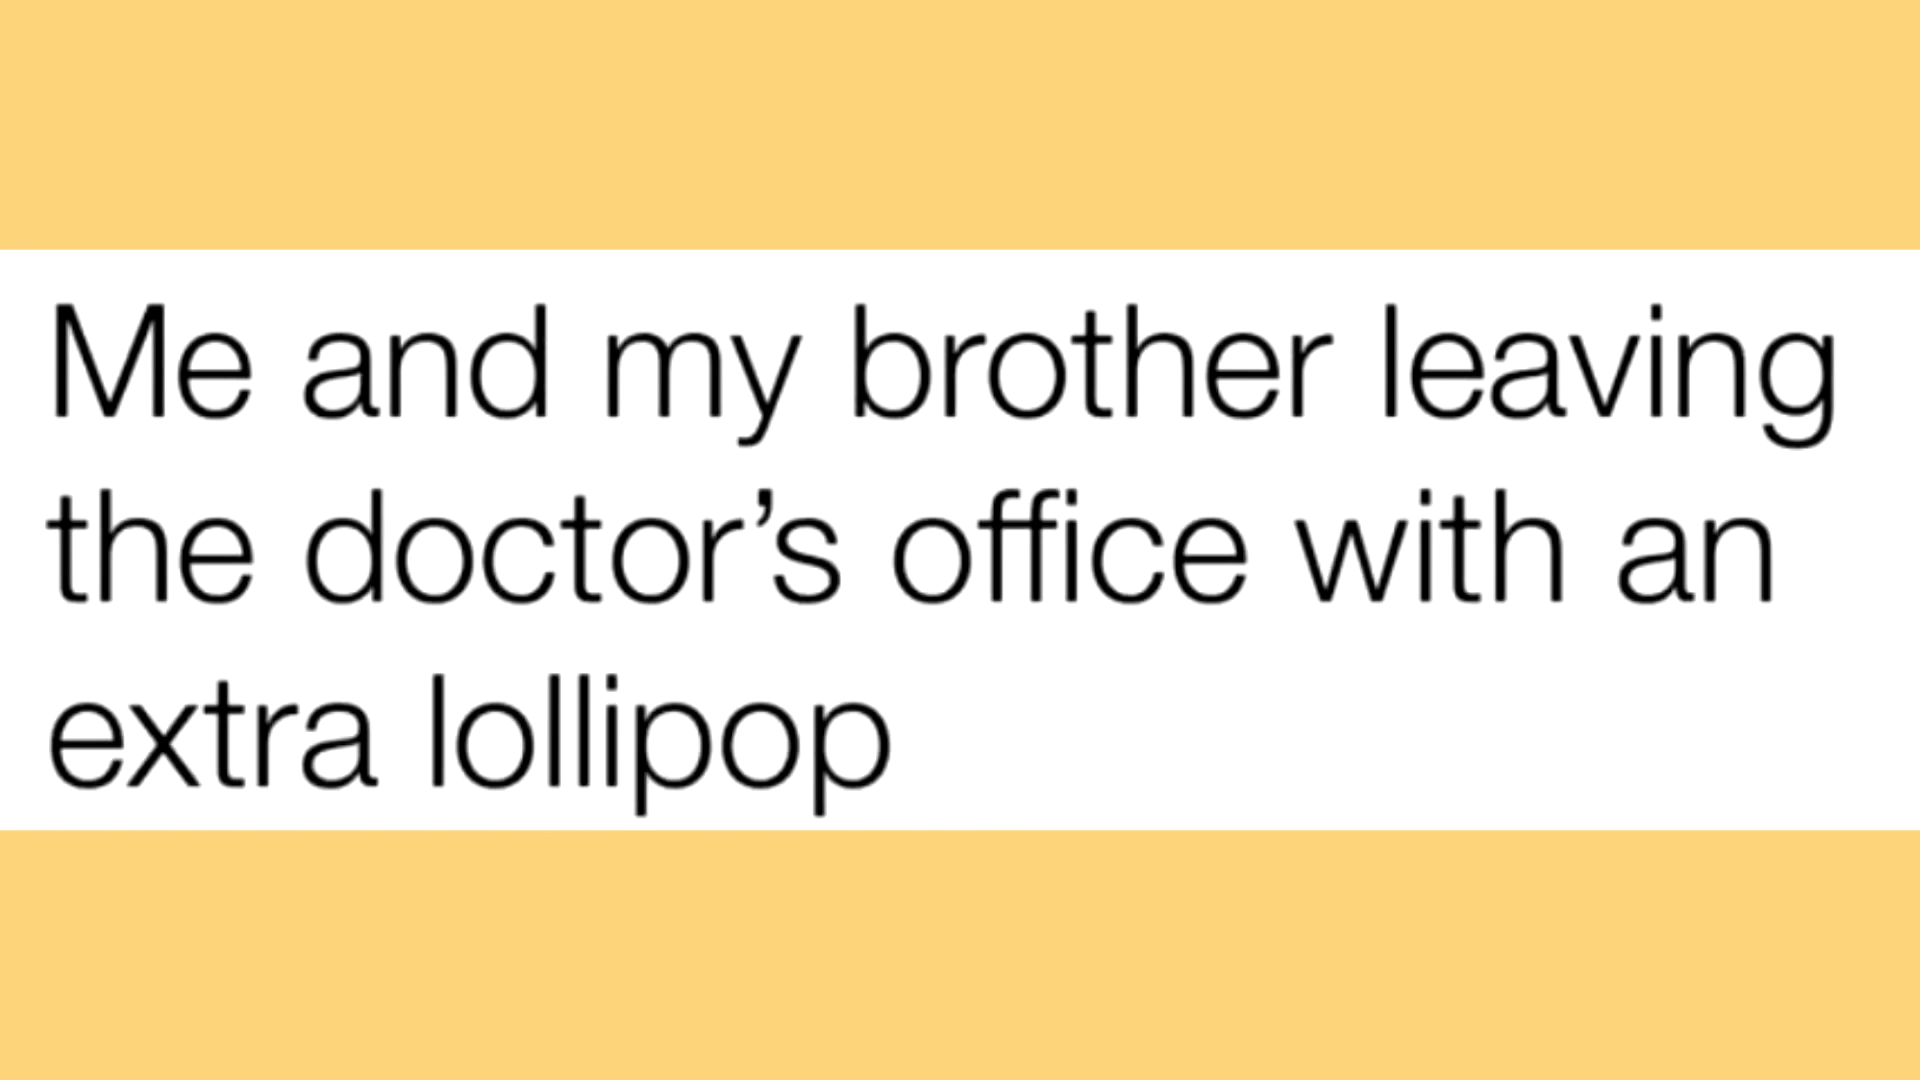 Me and my brother leaving
the doctor’s office with an
extra lollipop